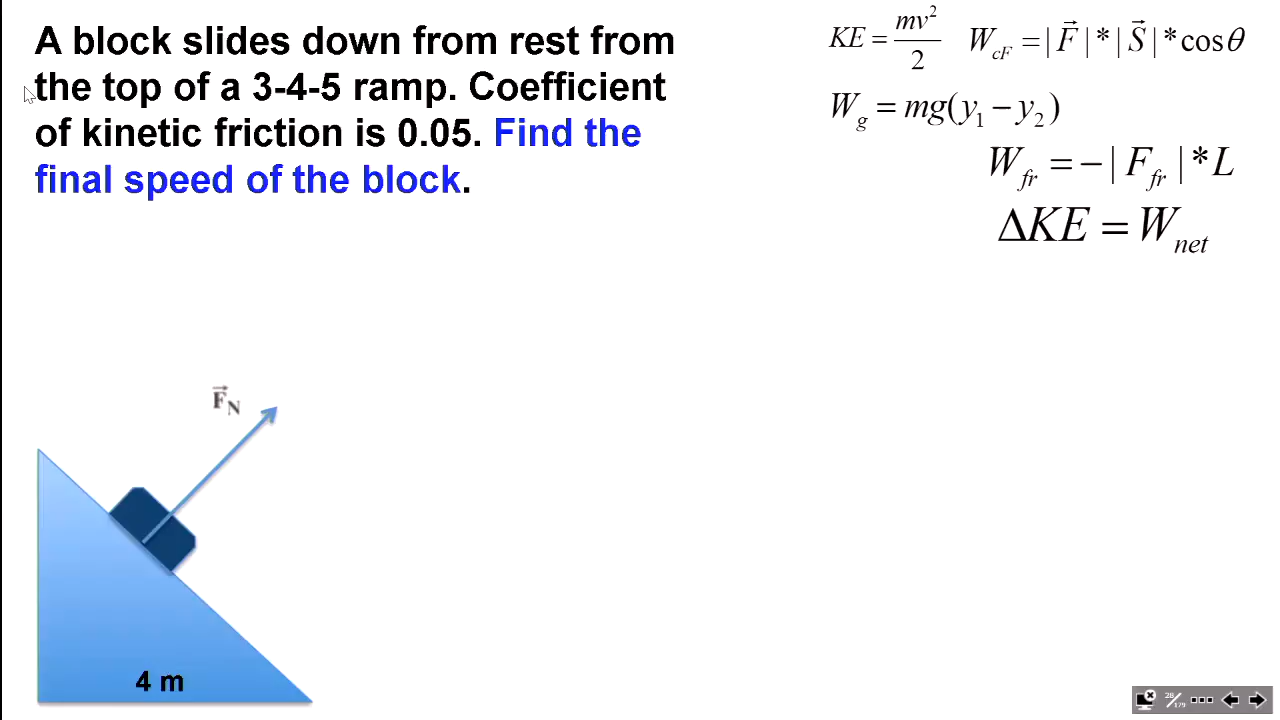 A block slides down from rest from
the top of a 3-4-5 ramp. Coefficient
of kinetic friction is 0.05. Find the
final speed of the block.
KE = mv²/2 W_cF = |F⃗|*|S⃗|*cosθ
W_g = mg(y₁ − y₂)
W_fr = −|F_fr|*L
ΔKE = W_net
F⃗_N
4 m
28/179